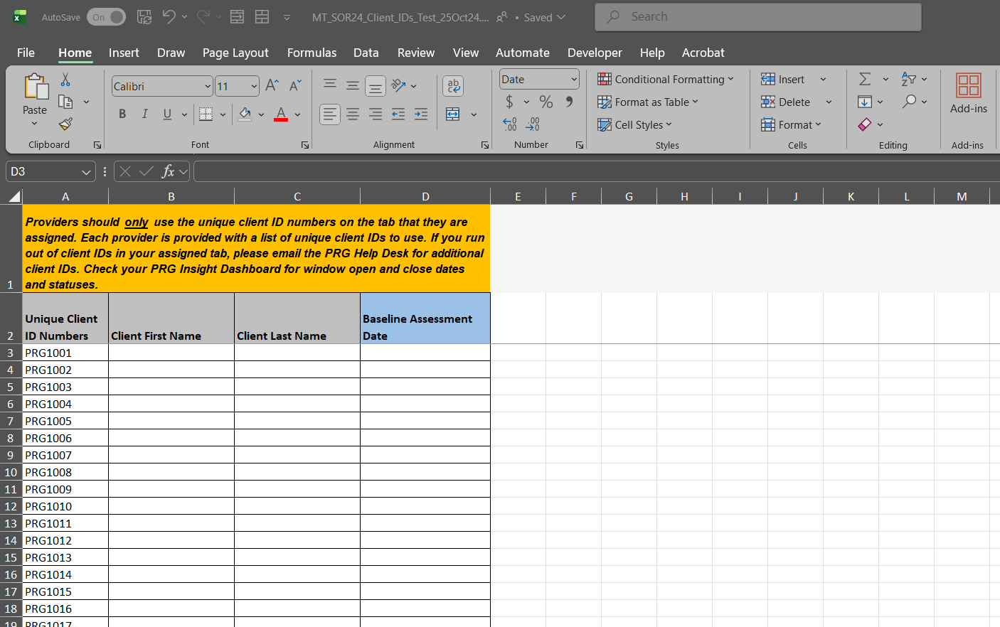 AutoSave On MT_SOR24_Client_IDs_Test_25Oct24.... • Saved Search
File Home Insert Draw Page Layout Formulas Data Review View Automate Developer Help Acrobat
Paste
Clipboard
Calibri 11
B I U A
Font
ab
Alignment
Date
$ % 9
.00 .00
Number
Conditional Formatting
Format as Table
Cell Styles
Styles
Insert
Delete
Format
Cells
Editing
Add-ins
Add-ins
D3 fx
A B C D E F G H I J K L M
1 Providers should only use the unique client ID numbers on the tab that they are
assigned. Each provider is provided with a list of unique client IDs to use. If you run
out of client IDs in your assigned tab, please email the PRG Help Desk for additional
client IDs. Check your PRG Insight Dashboard for window open and close dates
and statuses.
2 Unique Client ID Numbers Client First Name Client Last Name Baseline Assessment Date
3 PRG1001
4 PRG1002
5 PRG1003
6 PRG1004
7 PRG1005
8 PRG1006
9 PRG1007
10 PRG1008
11 PRG1009
12 PRG1010
13 PRG1011
14 PRG1012
15 PRG1013
16 PRG1014
17 PRG1015
18 PRG1016
19 PRG1017